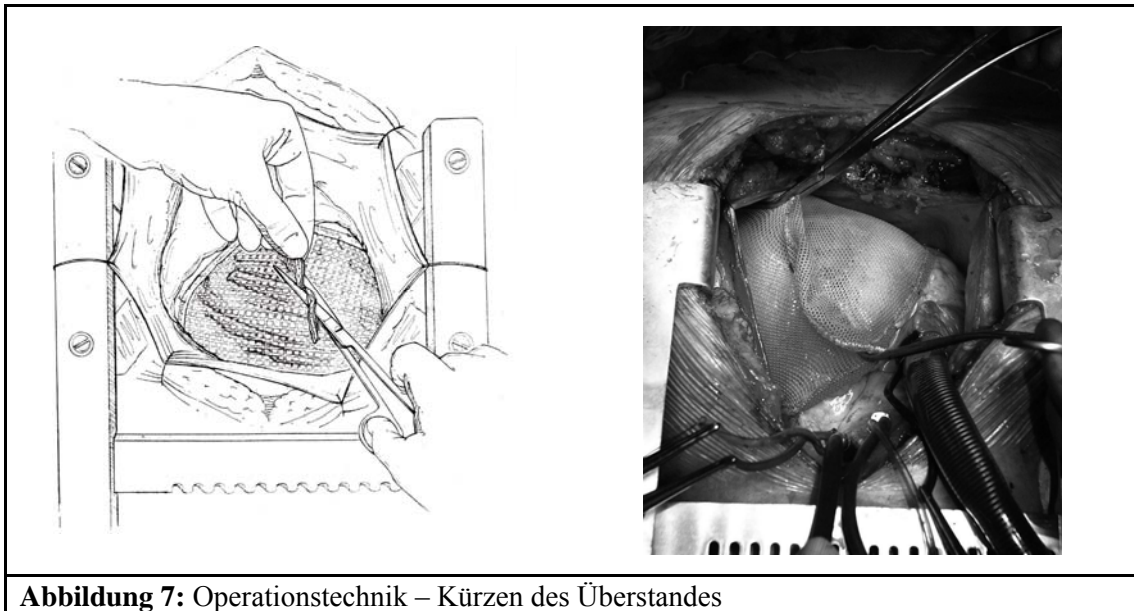 Abbildung 7: Operationstechnik – Kürzen des Überstandes